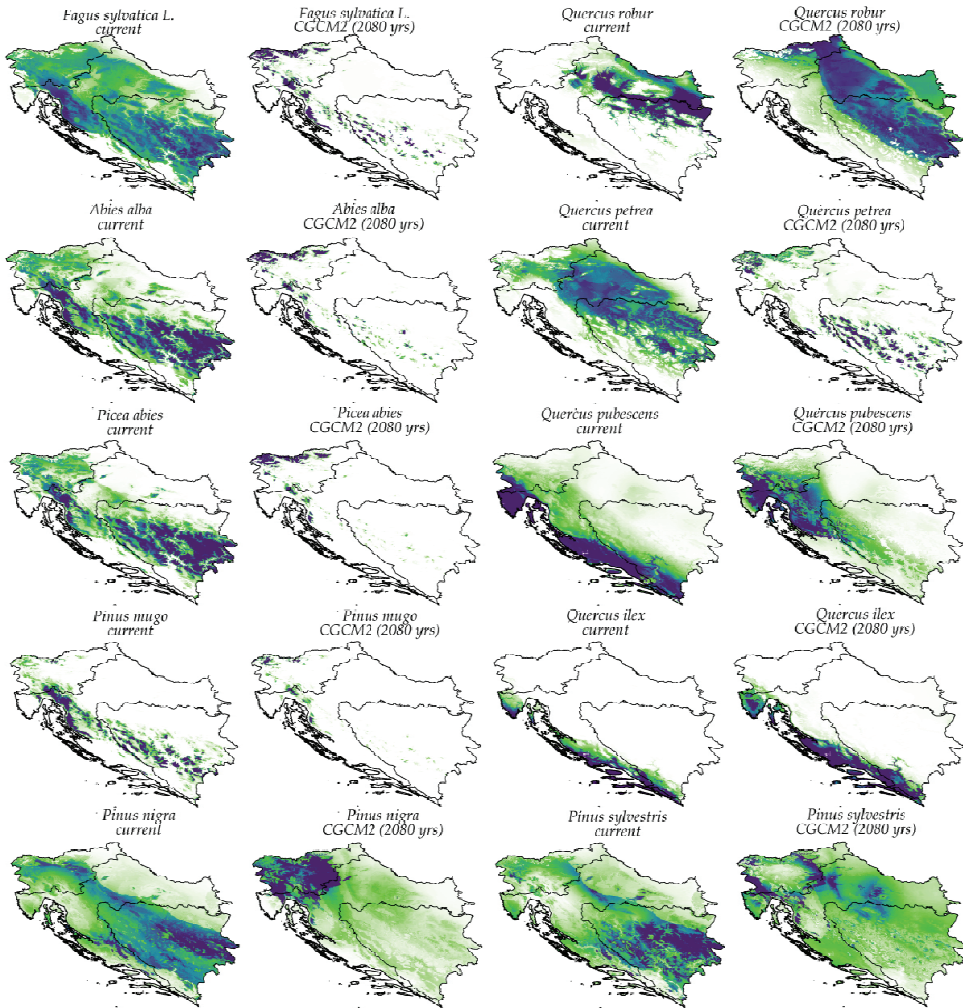 Fagus sylvatica L.
current
Fagus sylvatica L.
CGCM2 (2080 yrs)
Quercus robur
current
Quercus robur
CGCM2 (2080 yrs)
Abies alba
current
Abies alba
CGCM2 (2080 yrs)
Quercus petrea
current
Quercus petrea
CGCM2 (2080 yrs)
Picea abies
current
Picea abies
CGCM2 (2080 yrs)
Quercus pubescens
current
Quercus pubescens
CGCM2 (2080 yrs)
Pinus mugo
current
Pinus mugo
CGCM2 (2080 yrs)
Quercus ilex
current
Quercus ilex
CGCM2 (2080 yrs)
Pinus nigra
current
Pinus nigra
CGCM2 (2080 yrs)
Pinus sylvestris
current
Pinus sylvestris
CGCM2 (2080 yrs)